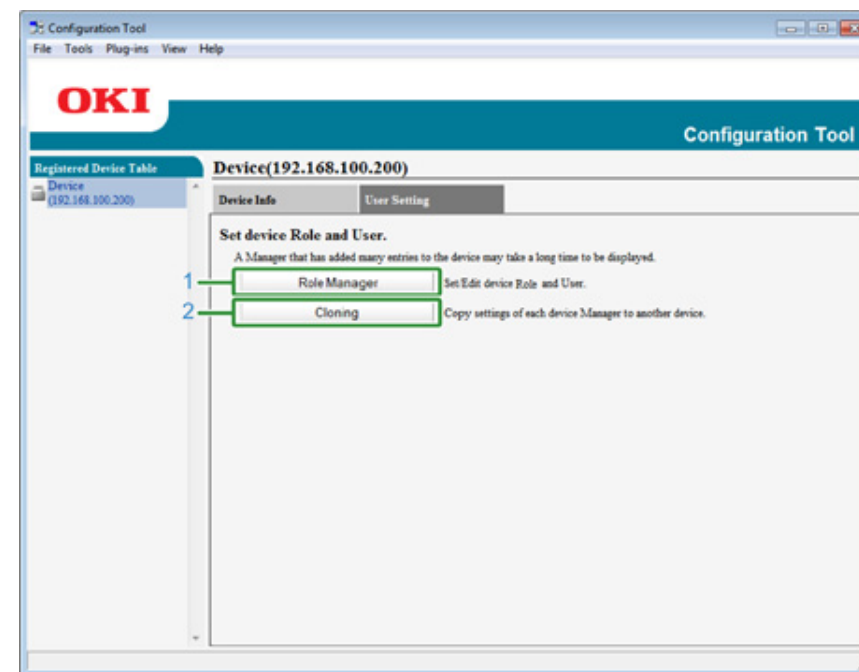 Configuration Tool
File Tools Plug-ins View Help
OKI
Configuration Tool
Registered Device Table
Device
(192.168.100.200)
Device(192.168.100.200)
Device Info User Setting
Set device Role and User.
A Manager that has added many entries to the device may take a long time to be displayed.
1 Role Manager Set/Edit device Role and User.
2 Cloning Copy settings of each device Manager to another device.